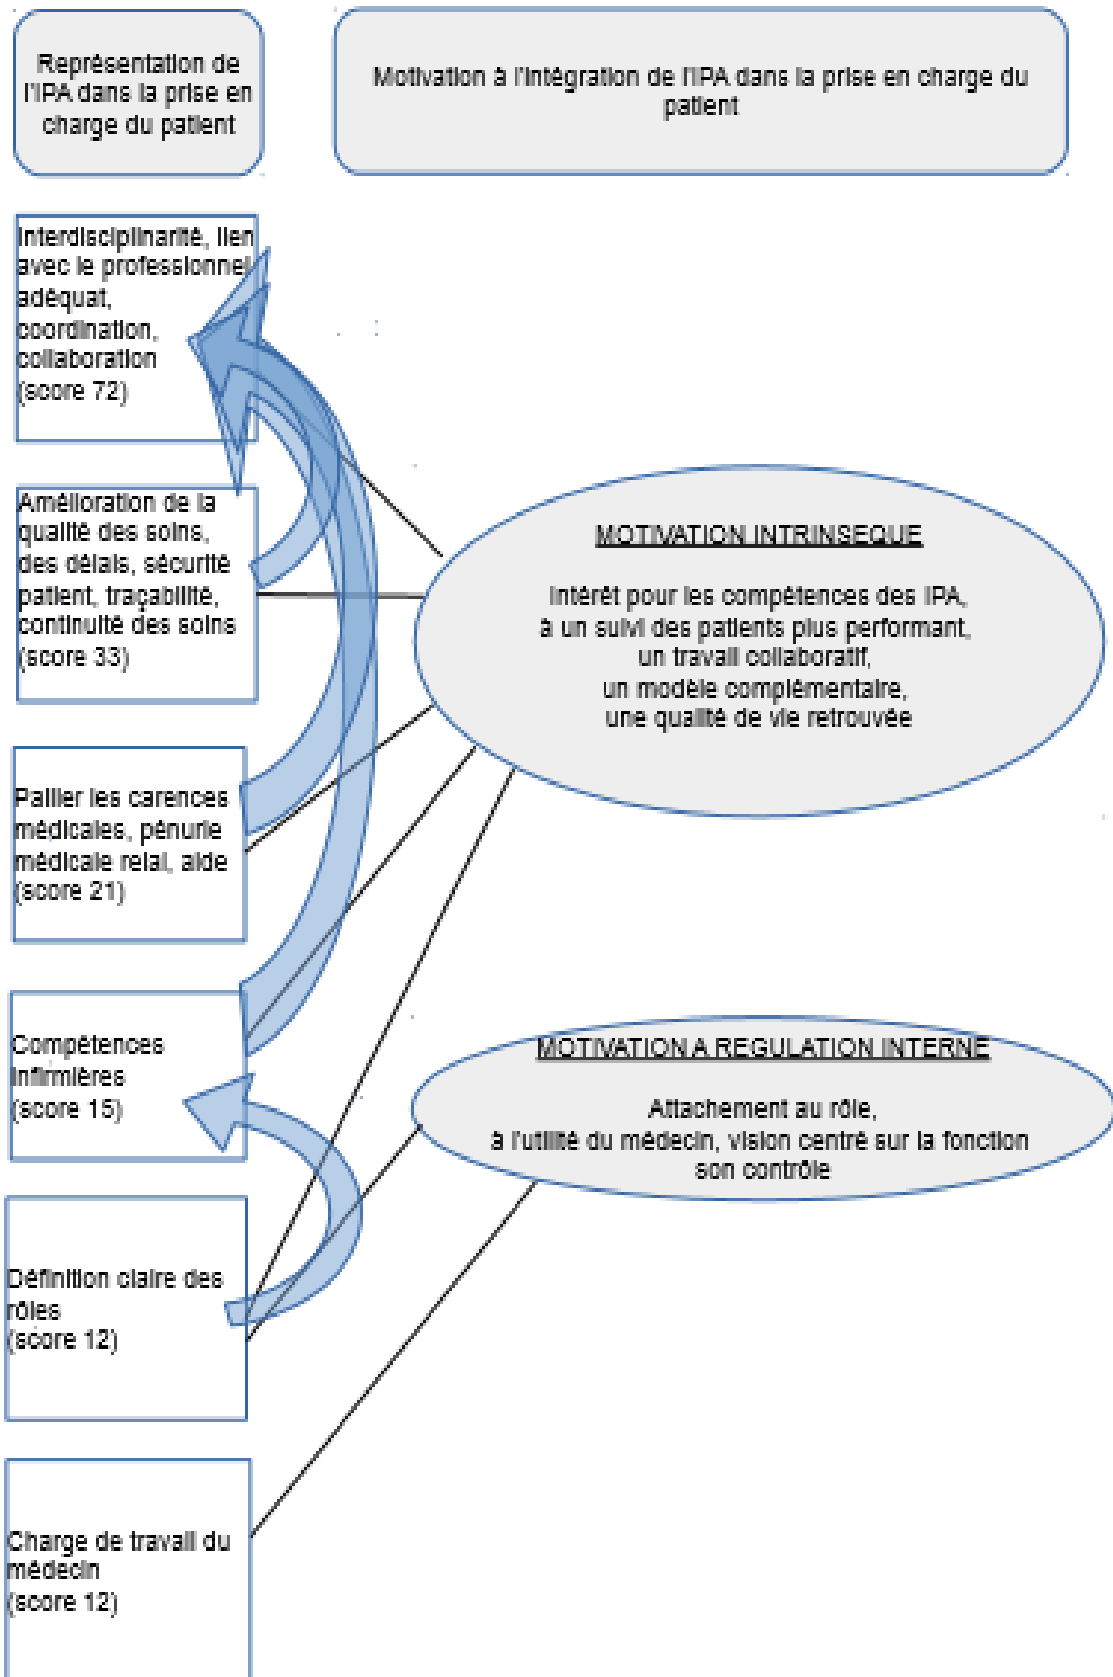 Représentation de
l'IPA dans la prise en
charge du patient
Motivation à l'intégration de l'IPA dans la prise en charge du
patient
Interdisciplinarité, lien
avec le professionnel
adéquat,
coordination,
collaboration
(score 72)
Amélioration de la
qualité des soins,
des délais, sécurité
patient, traçabilité,
continuité des soins
(score 33)
Pallier les carences
médicales, pénurie
médicale relai, aide
(score 21)
Compétences
infirmières
(score 15)
Définition claire des
rôles
(score 12)
Charge de travail du
médecin
(score 12)
MOTIVATION INTRINSEQUE
Intérêt pour les compétences des IPA,
à un suivi des patients plus performant,
un travail collaboratif,
un modèle complémentaire,
une qualité de vie retrouvée
MOTIVATION A REGULATION INTERNE
Attachement au rôle,
à l'utilité du médecin, vision centré sur la fonction
son contrôle